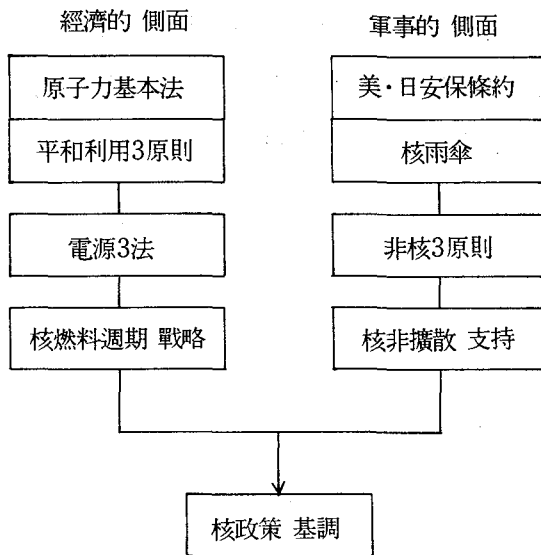 經濟的 側面
原子力基本法
平和利用3原則
電源3法
核燃料週期 戰略
軍事的 側面
美·日安保條約
核雨傘
非核3原則
核非擴散 支持
核政策 基調